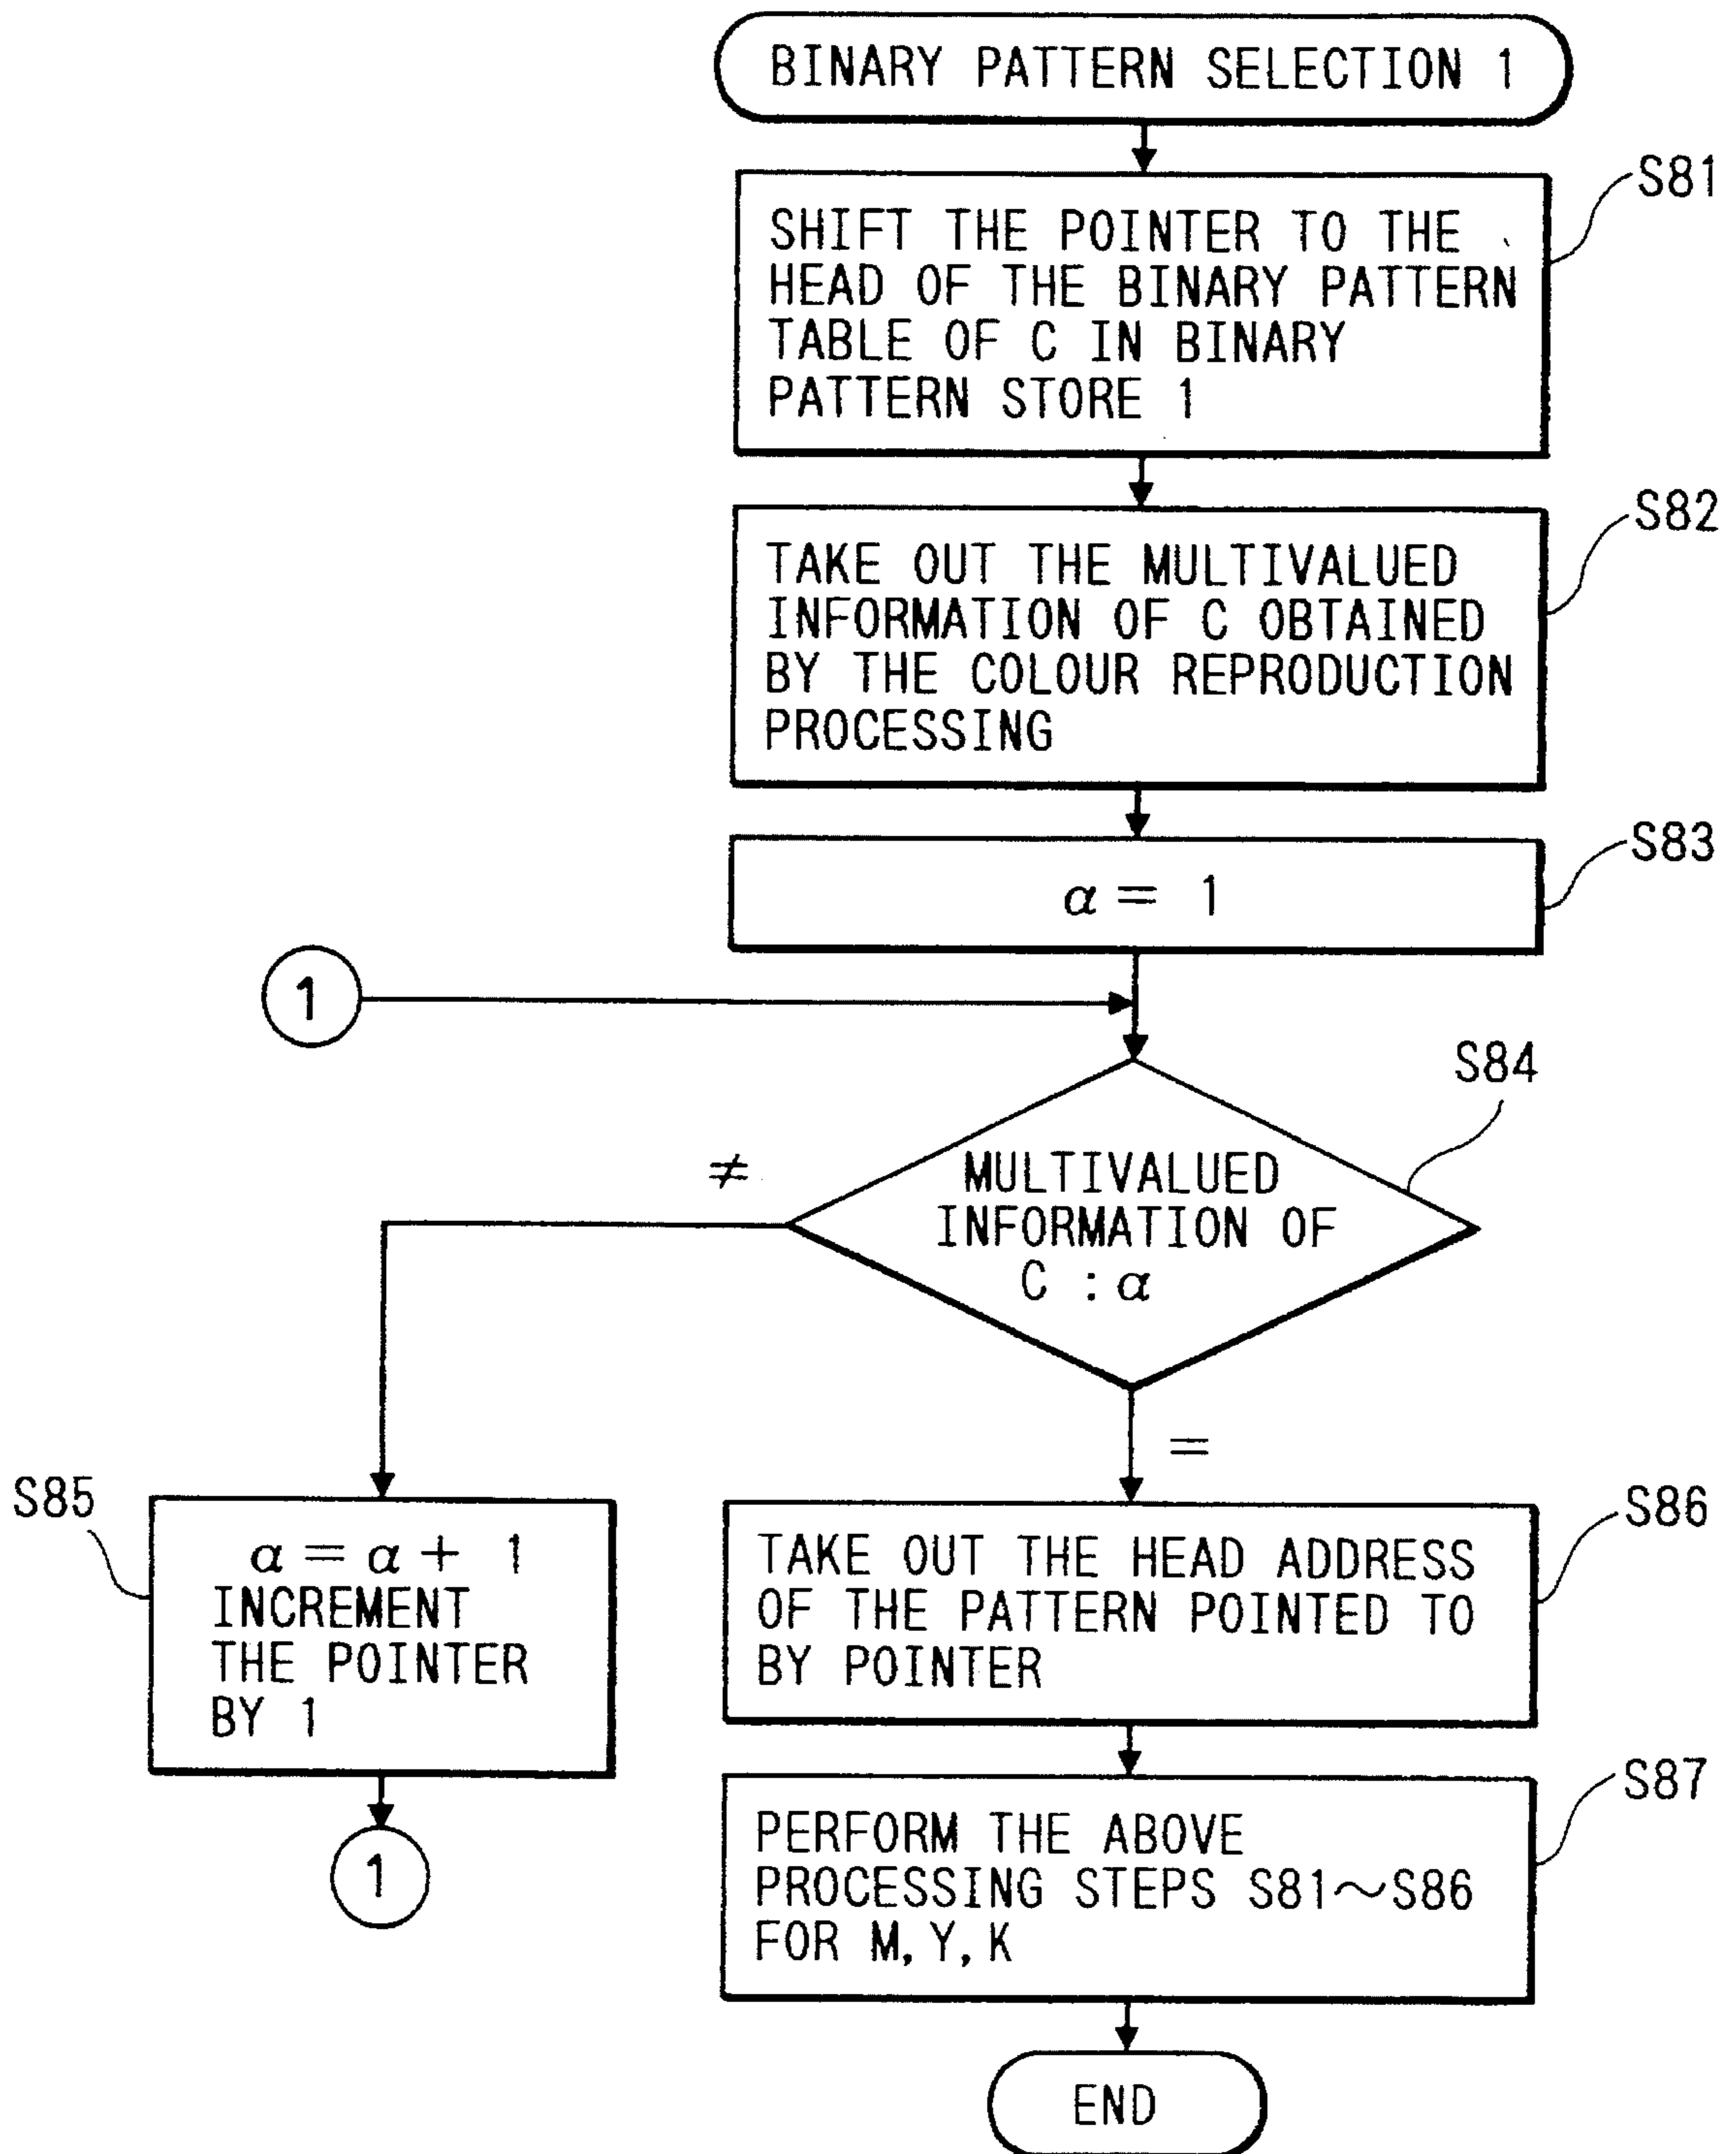 BINARY PATTERN SELECTION 1
S81
SHIFT THE POINTER TO THE
HEAD OF THE BINARY PATTERN
TABLE OF C IN BINARY
PATTERN STORE 1
S82
TAKE OUT THE MULTIVALUED
INFORMATION OF C OBTAINED
BY THE COLOUR REPRODUCTION
PROCESSING
S83
α = 1
1
S84
≠
MULTIVALUED
INFORMATION OF
C : α
=
S85
α = α + 1
INCREMENT
THE POINTER
BY 1
1
S86
TAKE OUT THE HEAD ADDRESS
OF THE PATTERN POINTED TO
BY POINTER
S87
PERFORM THE ABOVE
PROCESSING STEPS S81~S86
FOR M, Y, K
END